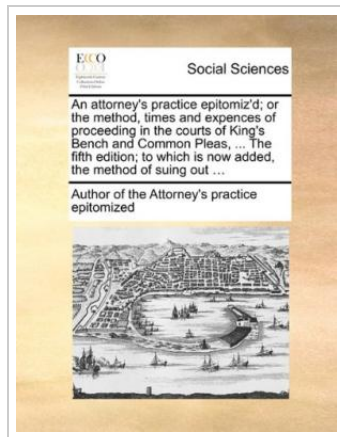 ECCO
Social Sciences
An attorney's practice epitomiz'd; or
the method, times and expences of
proceeding in the courts of King's
Bench and Common Pleas, ... The
fifth edition; to which is now added,
the method of suing out ...
Author of the Attorney's practice
epitomized